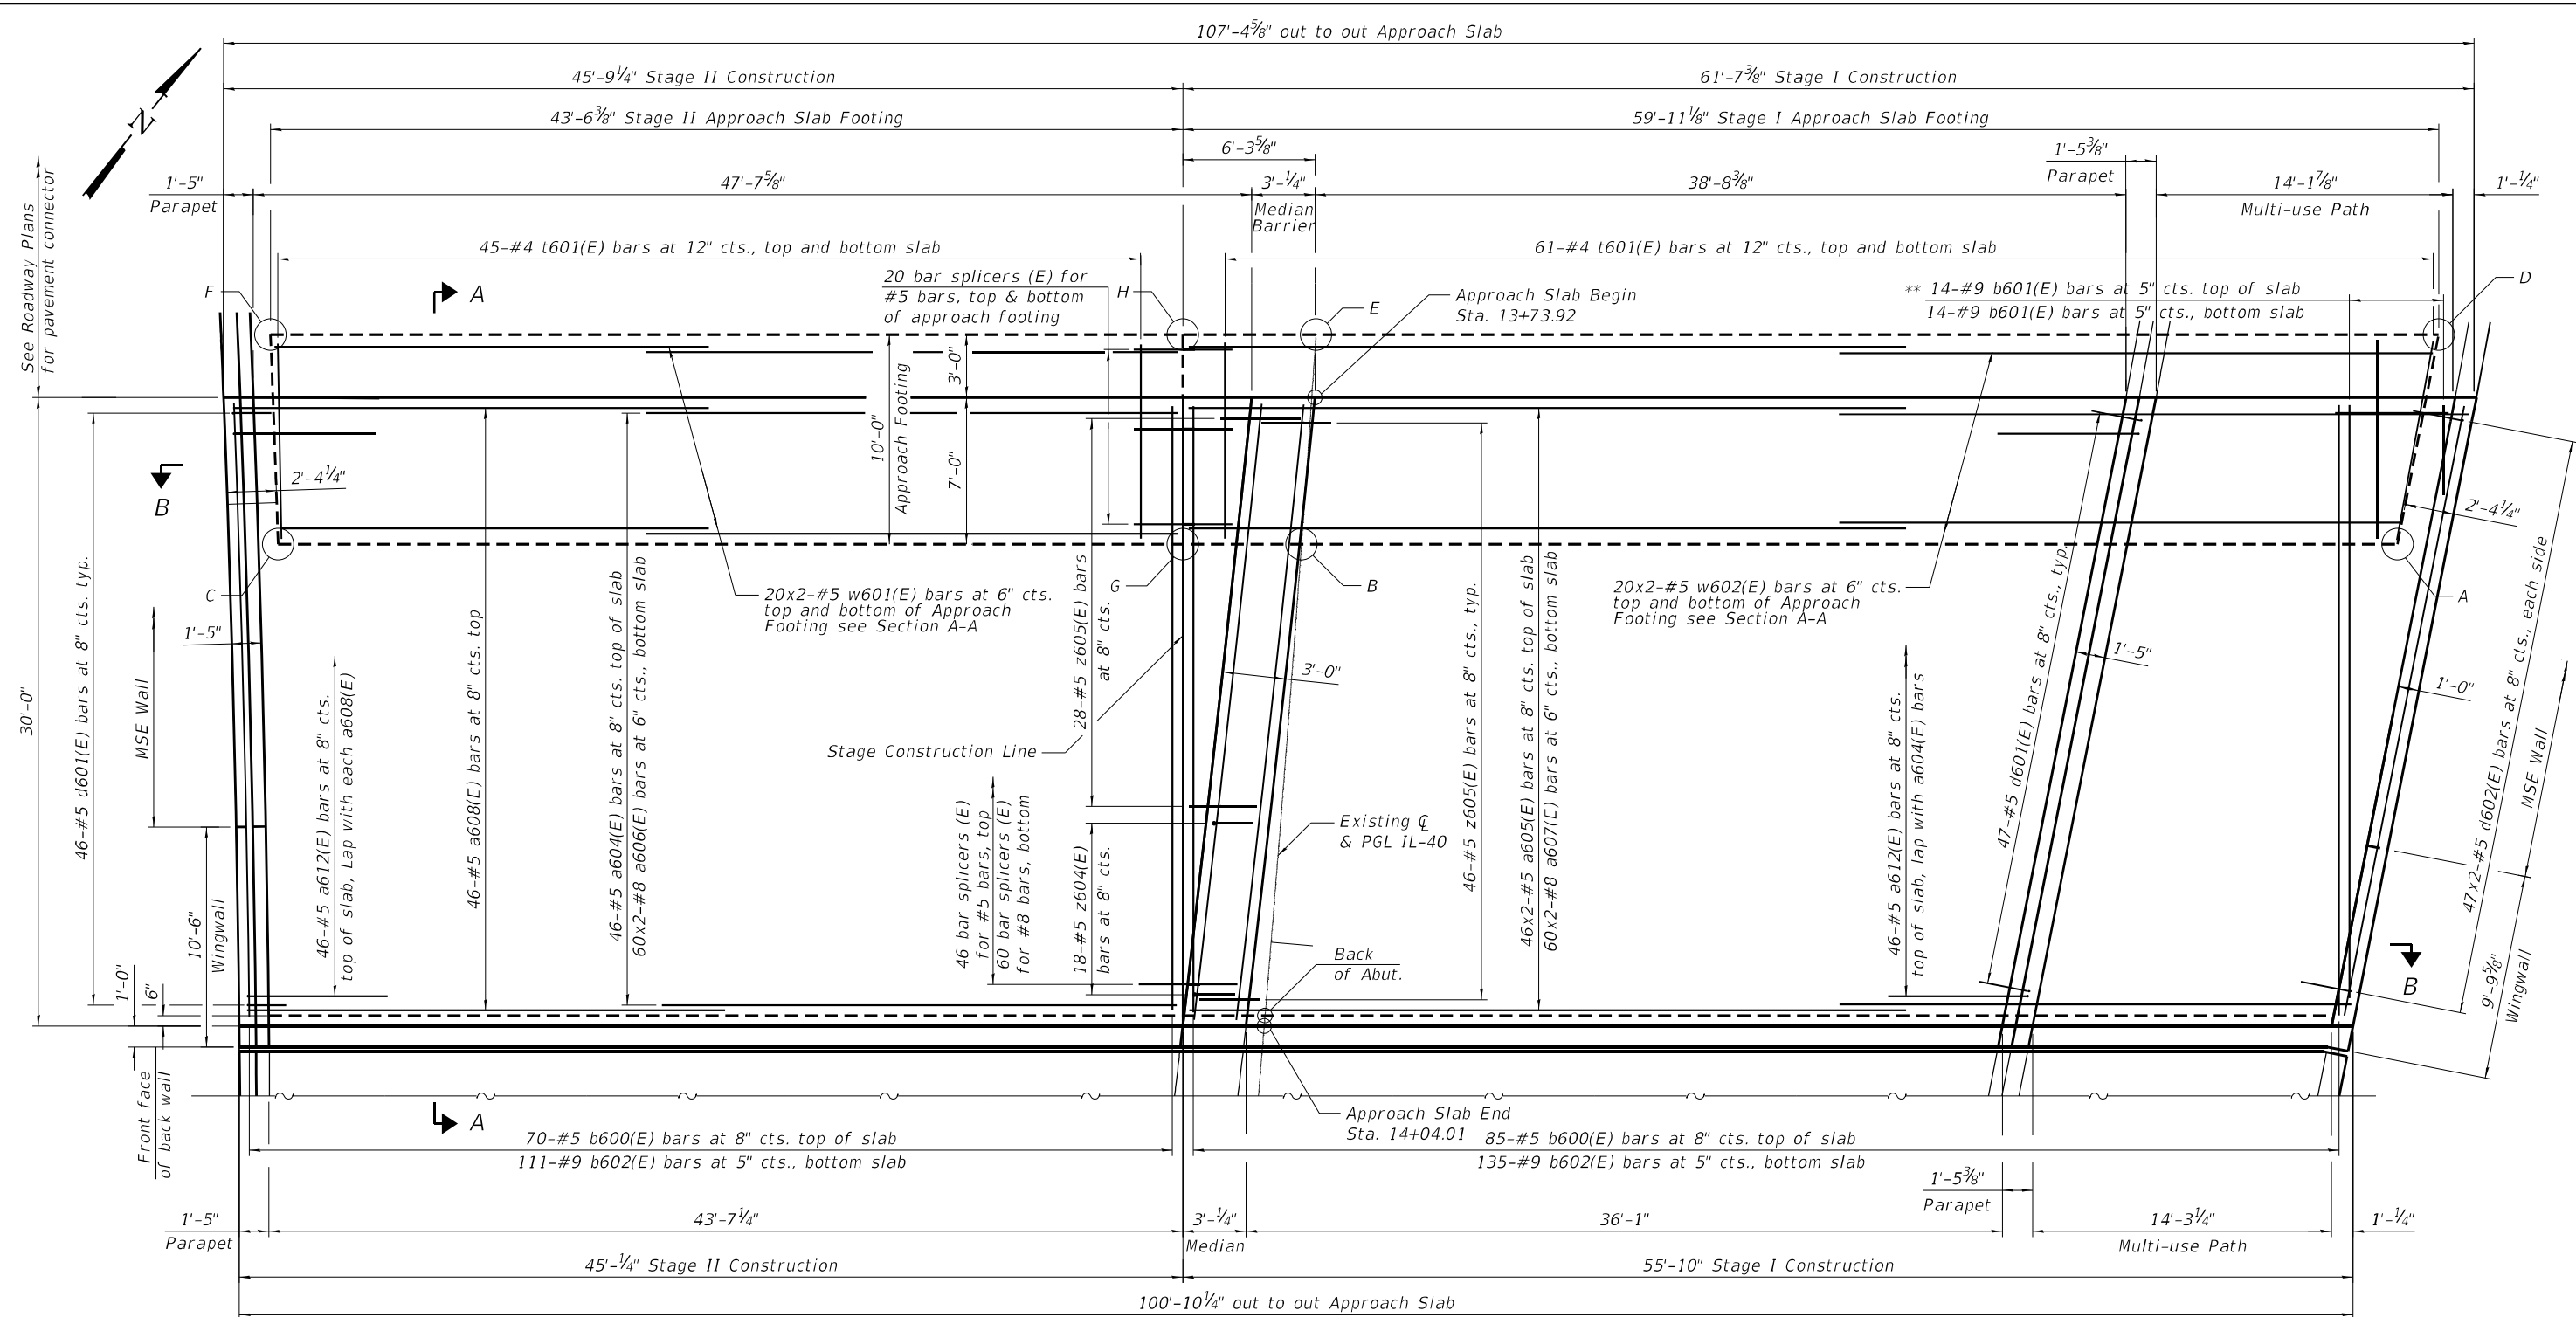 107'-4⅝" out to out Approach Slab
45'-9¼" Stage II Construction
61'-7⅜" Stage I Construction
43'-6⅜" Stage II Approach Slab Footing
59'-11⅛" Stage I Approach Slab Footing
N
6'-3⅝"
1'-5⅜"
Parapet
1'-5"
Parapet
47'-7⅝"
3'-¼"
Median
Barrier
38'-8⅜"
14'-1⅞"
Multi-use Path
1'-¼"
See Roadway Plans
for pavement connector
45-#4 t601(E) bars at 12" cts., top and bottom slab
61-#4 t601(E) bars at 12" cts., top and bottom slab
20 bar splicers (E) for
#5 bars, top & bottom
of approach footing
F
A
H
E
Approach Slab Begin
Sta. 13+73.92
** 14-#9 b601(E) bars at 5" cts. top of slab
14-#9 b601(E) bars at 5" cts., bottom slab
D
10'-0"
Approach Footing
3'-0"
7'-0"
B
2'-4¼"
2'-4¼"
C
G
B
A
20x2-#5 w601(E) bars at 6" cts.
top and bottom of Approach
Footing see Section A-A
20x2-#5 w602(E) bars at 6" cts.
top and bottom of Approach
Footing see Section A-A
30'-0"
46-#5 d601(E) bars at 8" cts. typ.
MSE Wall
1'-5"
10'-6"
Wingwall
1'-0"
6"
46-#5 a612(E) bars at 8" cts.
top of slab, Lap with each a608(E)
46-#5 a608(E) bars at 8" cts. top
46-#5 a604(E) bars at 8" cts. top of slab
60x2-#8 a606(E) bars at 6" cts., bottom slab
Stage Construction Line
46 bar splicers (E)
for #5 bars, top
60 bar splicers (E)
for #8 bars, bottom
28-#5 z605(E) bars
at 8" cts.
18-#5 z604(E)
bars at 8" cts.
3'-0"
Existing ℄
& PGL IL-40
Back
of Abut.
46-#5 z605(E) bars at 8" cts., typ.
46x2-#5 a605(E) bars at 8" cts. top of slab
60x2-#8 a607(E) bars at 6" cts., bottom slab
46-#5 a612(E) bars at 8" cts.
top of slab, lap with a604(E) bars
47-#5 d601(E) bars at 8" cts., typ.
1'-5"
1'-0"
47x2-#5 d602(E) bars at 8" cts., each side
MSE Wall
9'-9⅝"
Wingwall
B
Front face
of back wall
A
Approach Slab End
Sta. 14+04.01
70-#5 b600(E) bars at 8" cts. top of slab
111-#9 b602(E) bars at 5" cts., bottom slab
85-#5 b600(E) bars at 8" cts. top of slab
135-#9 b602(E) bars at 5" cts., bottom slab
1'-5⅜"
Parapet
1'-5"
Parapet
43'-7¼"
3'-¼"
Median
36'-1"
14'-3¼"
Multi-use Path
1'-¼"
45'-¼" Stage II Construction
55'-10" Stage I Construction
100'-10¼" out to out Approach Slab